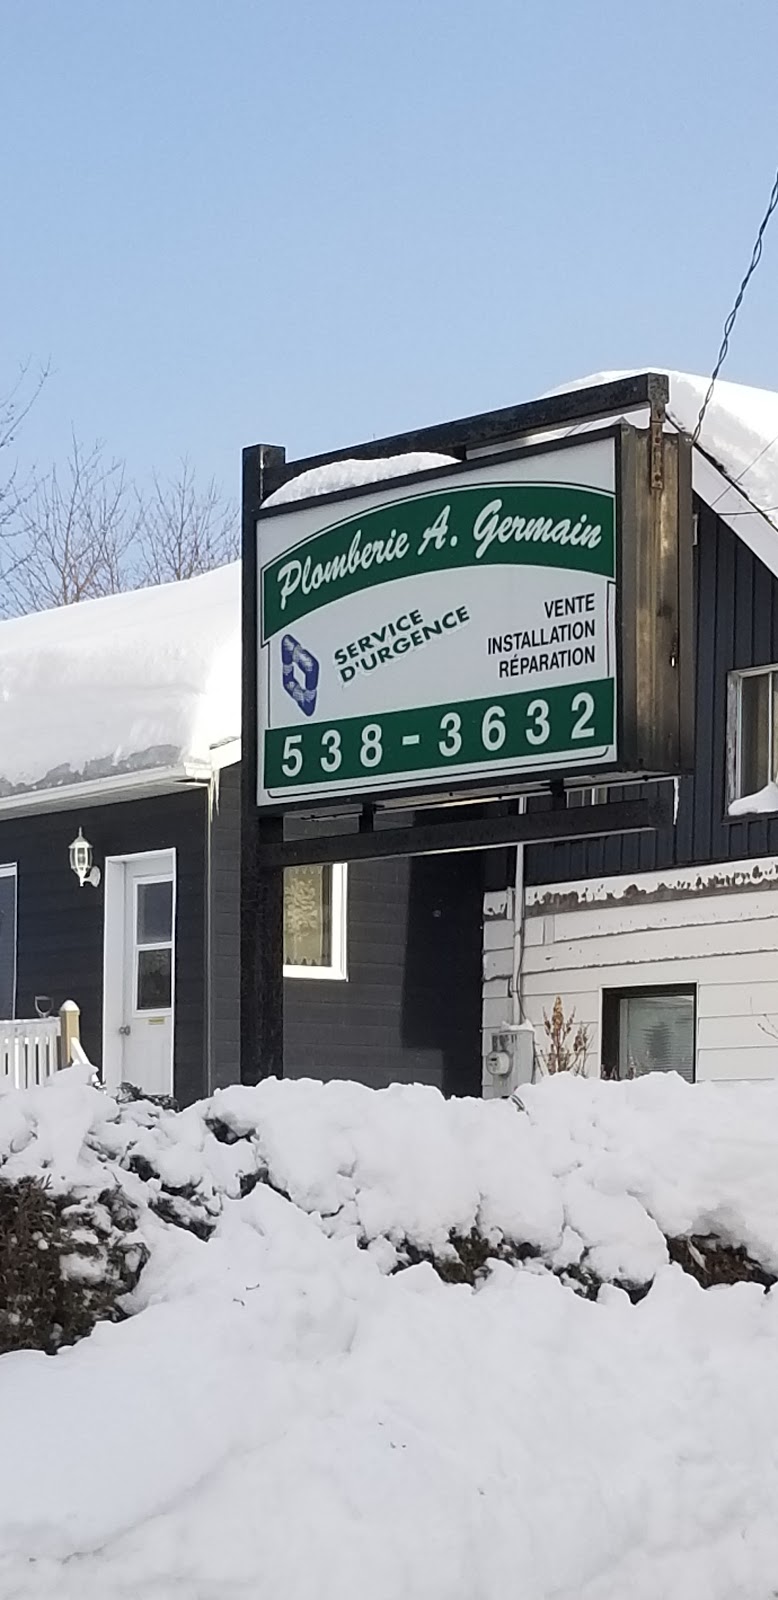 Plomberie A. Germain
SERVICE
D'URGENCE
VENTE
INSTALLATION
RÉPARATION
538-3632